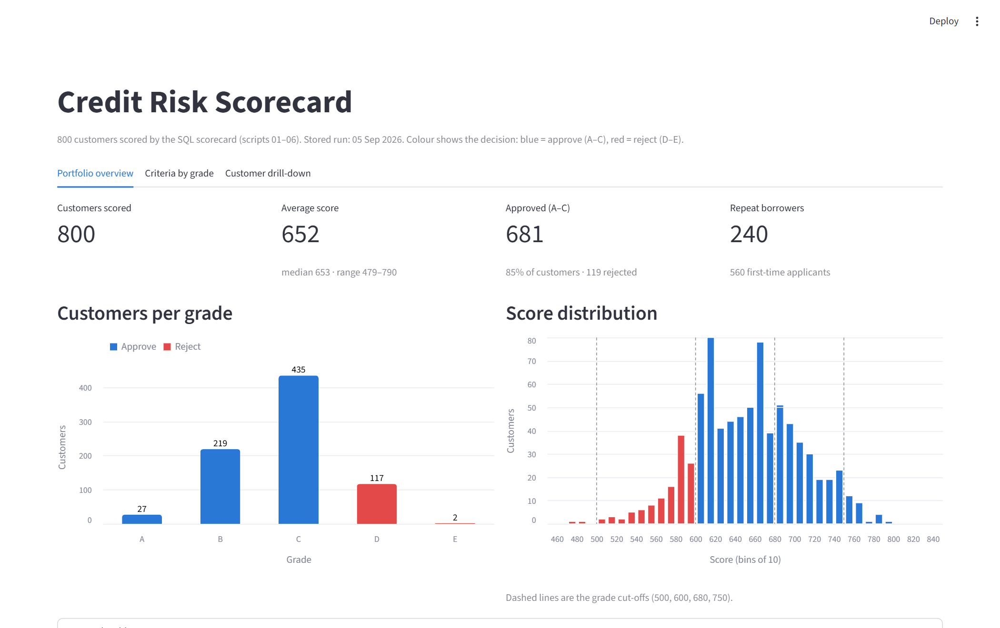 Deploy
Credit Risk Scorecard
800 customers scored by the SQL scorecard (scripts 01–06). Stored run: 05 Sep 2026. Colour shows the decision: blue = approve (A–C), red = reject (D–E).
Portfolio overview Criteria by grade Customer drill-down
Customers scored
800
Average score
652
median 653 · range 479–790
Approved (A–C)
681
85% of customers · 119 rejected
Repeat borrowers
240
560 first-time applicants
Customers per grade
Approve Reject
Customers
400
300
200
100
0
27
219
435
117
2
A B C D E
Grade
Score distribution
Customers
80
70
60
50
40
30
20
10
0
460 480 500 520 540 560 580 600 620 640 660 680 700 720 740 760 780 800 820 840
Score (bins of 10)
Dashed lines are the grade cut-offs (500, 600, 680, 750).